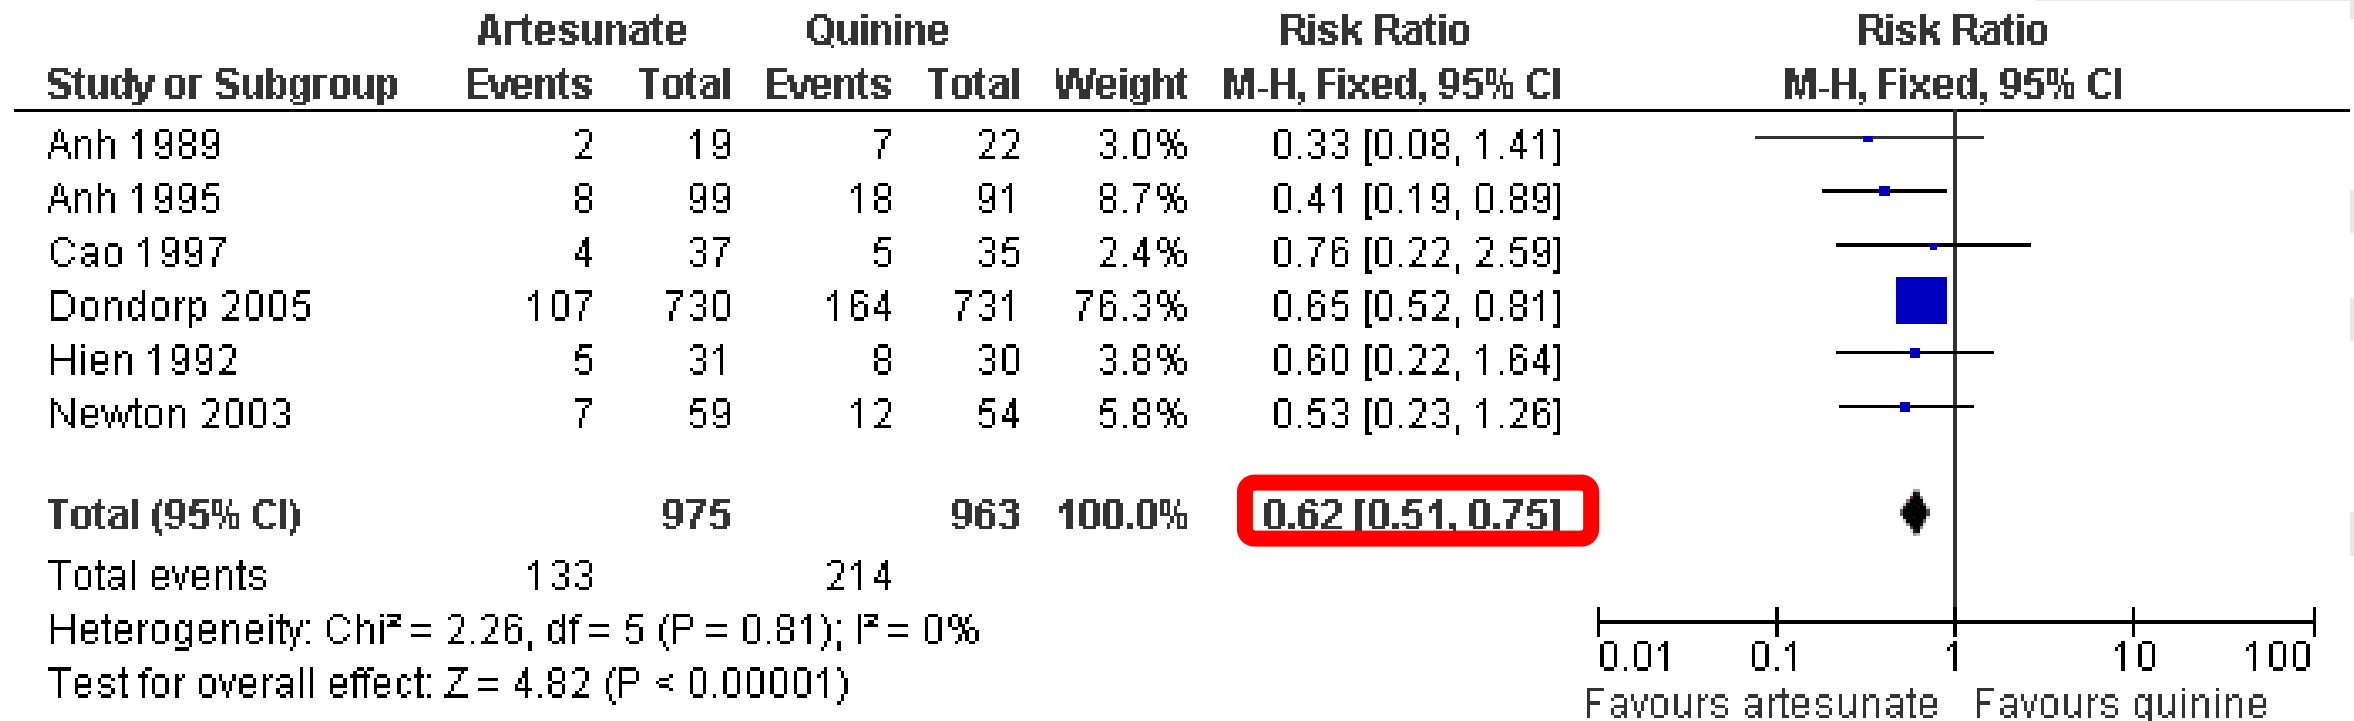 Artesunate Quinine Risk Ratio Risk Ratio
Study or Subgroup Events Total Events Total Weight M-H, Fixed, 95% CI M-H, Fixed, 95% CI
Anh 1989 2 19 7 22 3.0% 0.33 [0.08, 1.41]
Anh 1995 8 99 18 91 8.7% 0.41 [0.19, 0.89]
Cao 1997 4 37 5 35 2.4% 0.76 [0.22, 2.59]
Dondorp 2005 107 730 164 731 76.3% 0.65 [0.52, 0.81]
Hien 1992 5 31 8 30 3.8% 0.60 [0.22, 1.64]
Newton 2003 7 59 12 54 5.8% 0.53 [0.23, 1.26]
Total (95% CI) 975 963 100.0% 0.62 [0.51, 0.75]
Total events 133 214
Heterogeneity: Chi² = 2.26, df = 5 (P = 0.81); I² = 0%
Test for overall effect: Z = 4.82 (P < 0.00001)
0.01 0.1 1 10 100
Favours artesunate Favours quinine